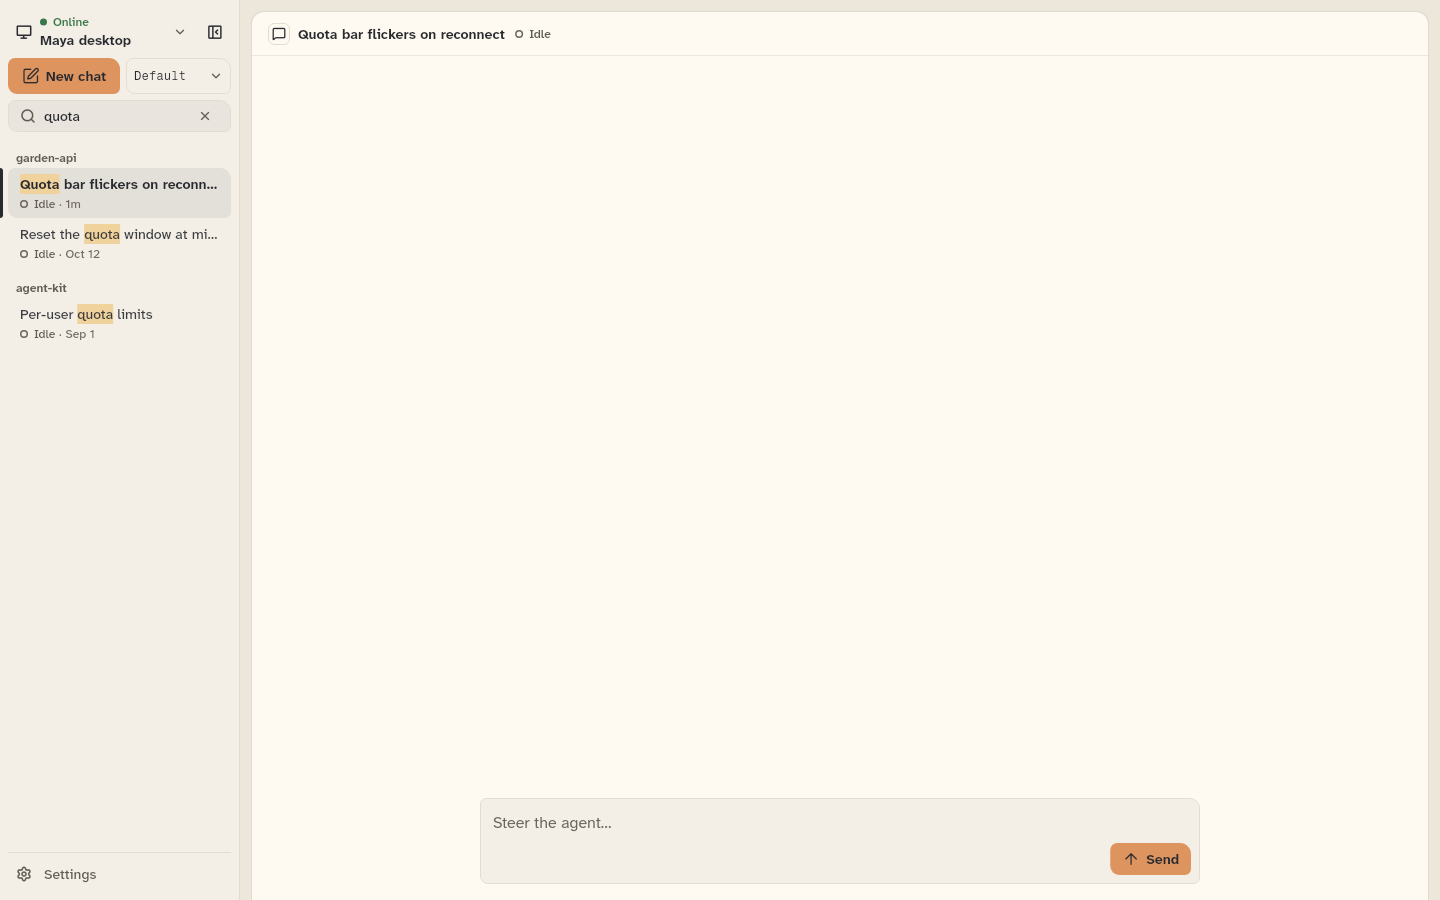 Online
Maya desktop
New chat
Default
quota
garden-api
Quota bar flickers on reconn...
Idle · 1m
Reset the quota window at mi...
Idle · Oct 12
agent-kit
Per-user quota limits
Idle · Sep 1
Settings
Quota bar flickers on reconnect
Idle
Steer the agent...
Send